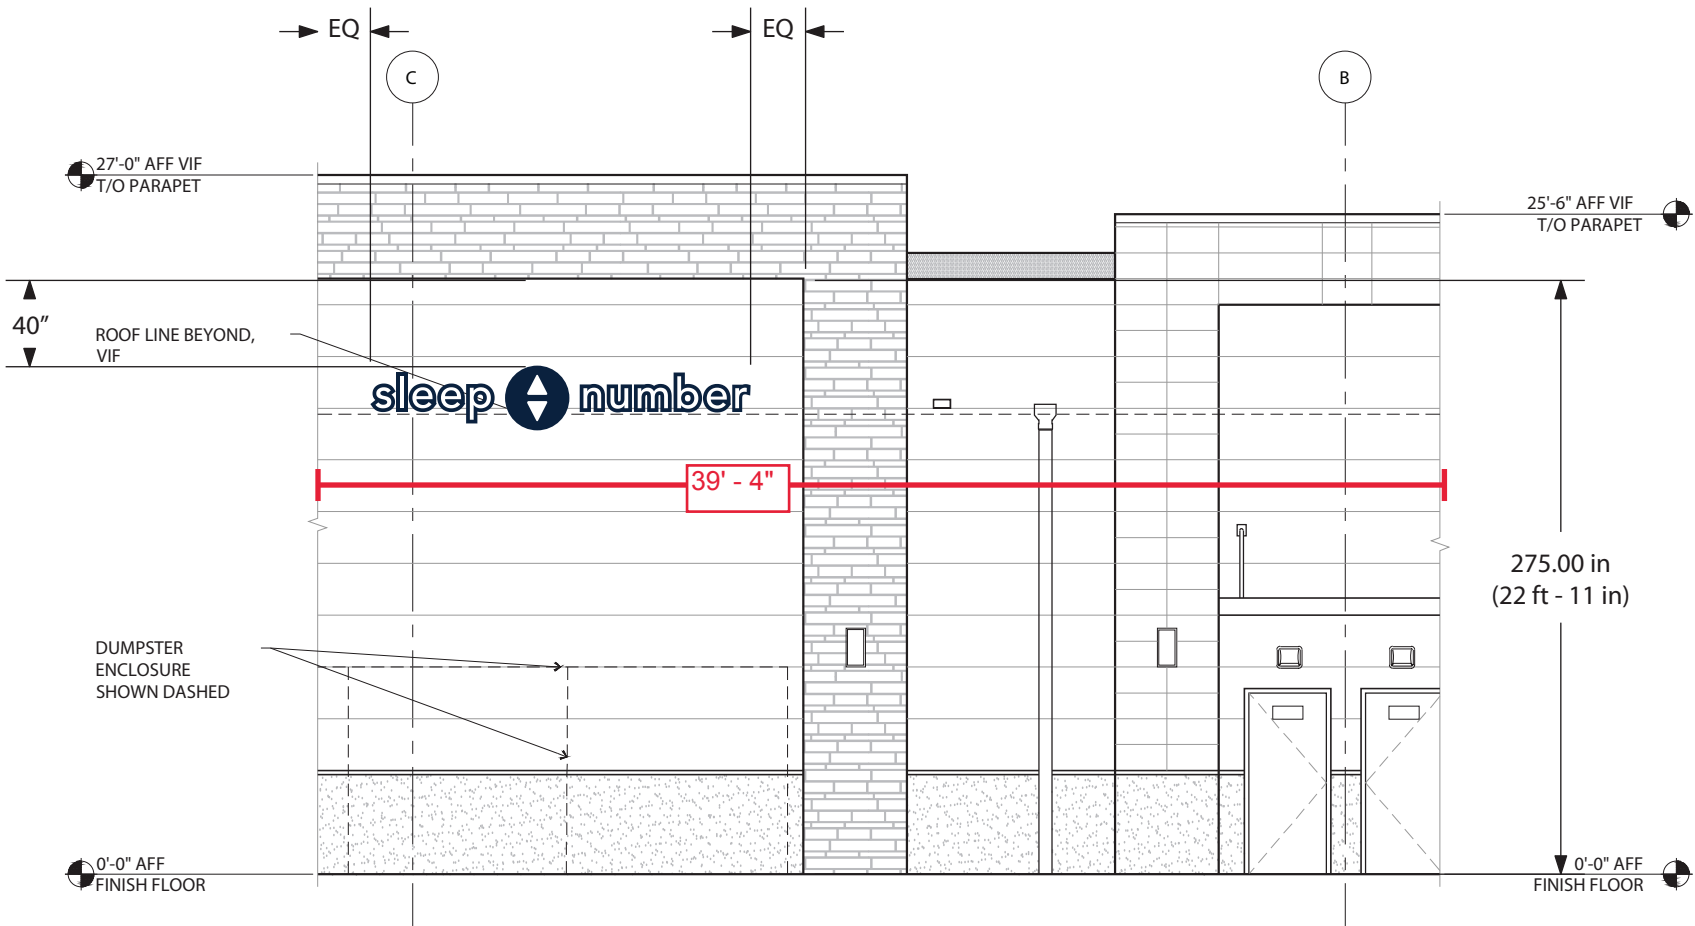 EQ
EQ
C
B
27'-0" AFF VIF
T/O PARAPET
25'-6" AFF VIF
T/O PARAPET
40”
ROOF LINE BEYOND,
VIF
sleep number
39' - 4"
275.00 in
(22 ft - 11 in)
DUMPSTER
ENCLOSURE
SHOWN DASHED
0'-0" AFF
FINISH FLOOR
0'-0" AFF
FINISH FLOOR